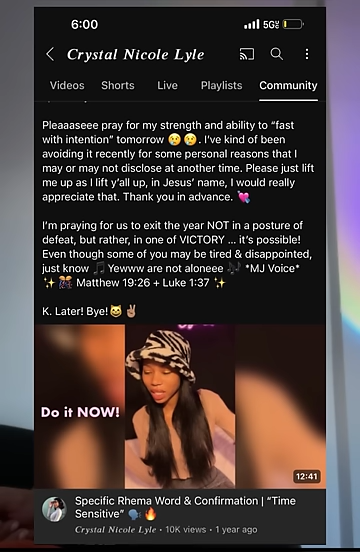 6:00 5G
Crystal Nicole Lyle
Videos Shorts Live Playlists Community
Pleaaaseee pray for my strength and ability to “fast
with intention” tomorrow 🥹🥹. I’ve kind of been
avoiding it recently for some personal reasons that I
may or may not disclose at another time. Please just lift
me up as I lift y’all up, in Jesus’ name, I would really
appreciate that. Thank you in advance. 💘
I’m praying for us to exit the year NOT in a posture of
defeat, but rather, in one of VICTORY ... it’s possible!
Even though some of you may be tired & disappointed,
just know 🎵 Yewww are not aloneee 🎶 *MJ Voice*
✨ 🎊 Matthew 19:26 + Luke 1:37 ✨
K. Later! Bye!😺✌🏽
Do it NOW!
12:41
Specific Rhema Word & Confirmation | “Time
Sensitive” 🗣🔥
Crystal Nicole Lyle • 10K views • 1 year ago